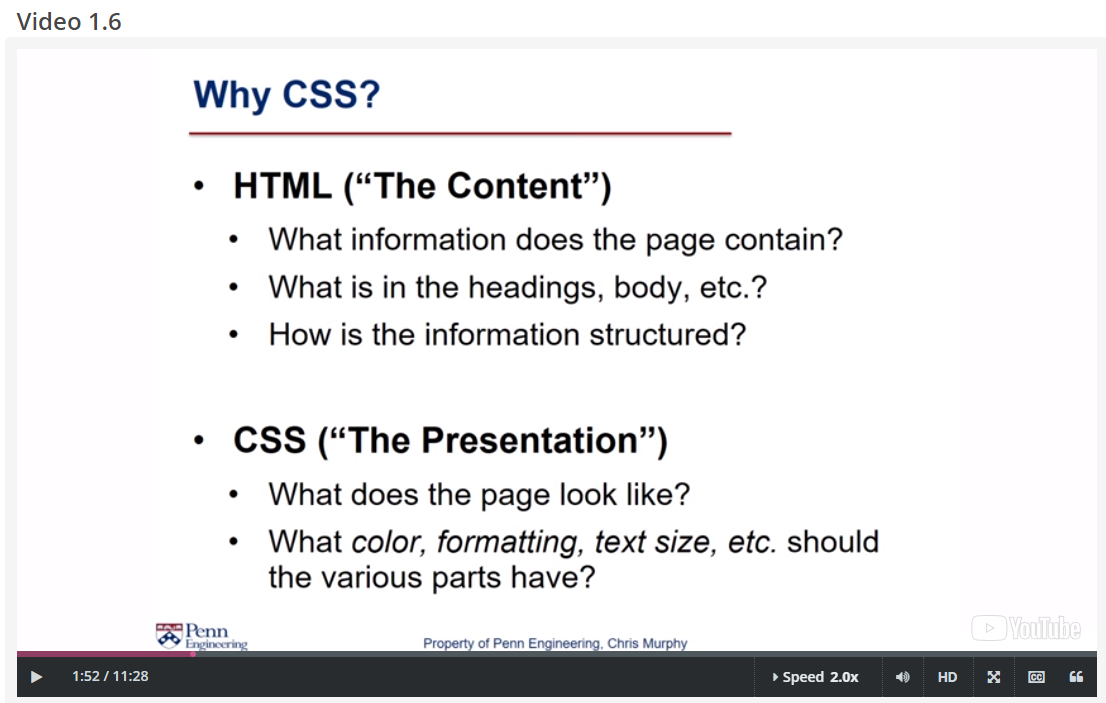 Video 1.6
Why CSS?
• HTML (“The Content”)
• What information does the page contain?
• What is in the headings, body, etc.?
• How is the information structured?
• CSS (“The Presentation”)
• What does the page look like?
• What color, formatting, text size, etc. should
the various parts have?
Penn
Engineering
Property of Penn Engineering, Chris Murphy
YouTube
1:52 / 11:28
Speed 2.0x
HD
CC